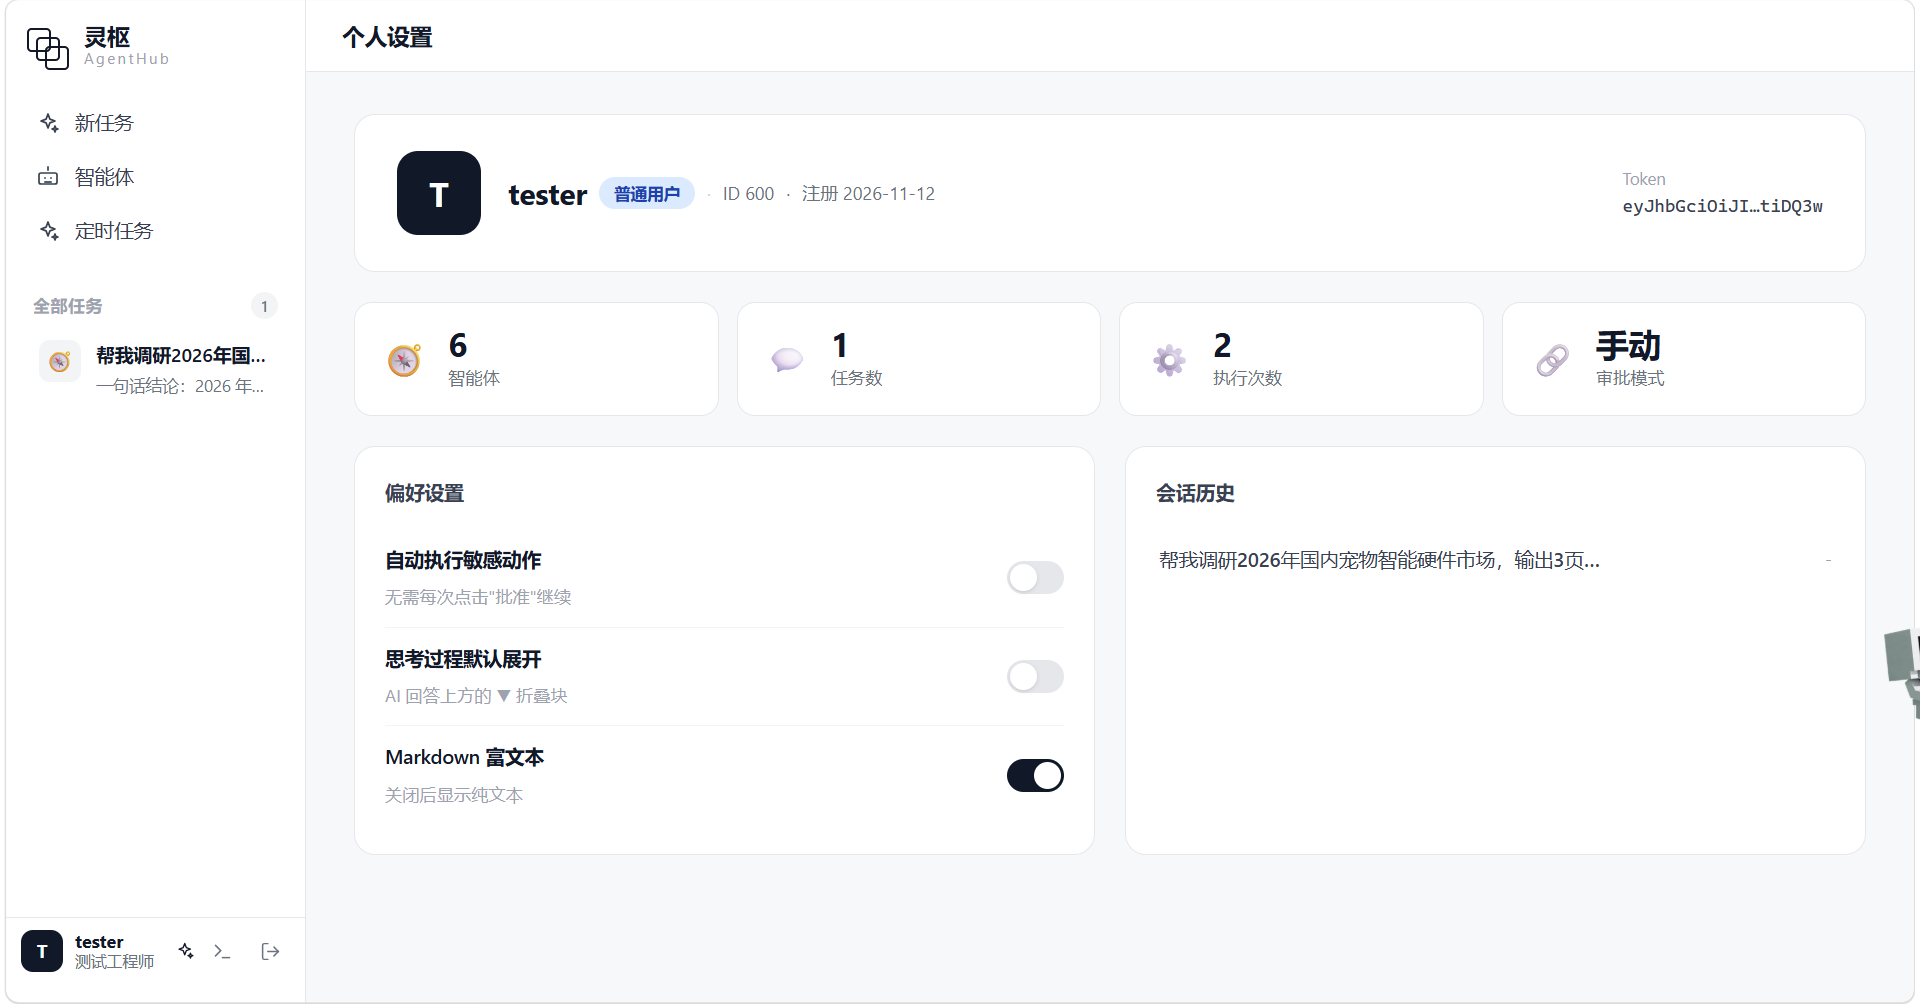 灵枢
AgentHub
新任务
智能体
定时任务
全部任务
1
帮我调研2026年国...
一句话结论：2026 年...
T
tester
测试工程师
个人设置
T
tester
普通用户
· ID 600 · 注册 2026-11-12
Token
eyJhbGciOiJI…tiDQ3w
6
智能体
1
任务数
2
执行次数
手动
审批模式
偏好设置
自动执行敏感动作
无需每次点击"批准"继续
思考过程默认展开
AI 回答上方的 ▼ 折叠块
Markdown 富文本
关闭后显示纯文本
会话历史
帮我调研2026年国内宠物智能硬件市场，输出3页...
-